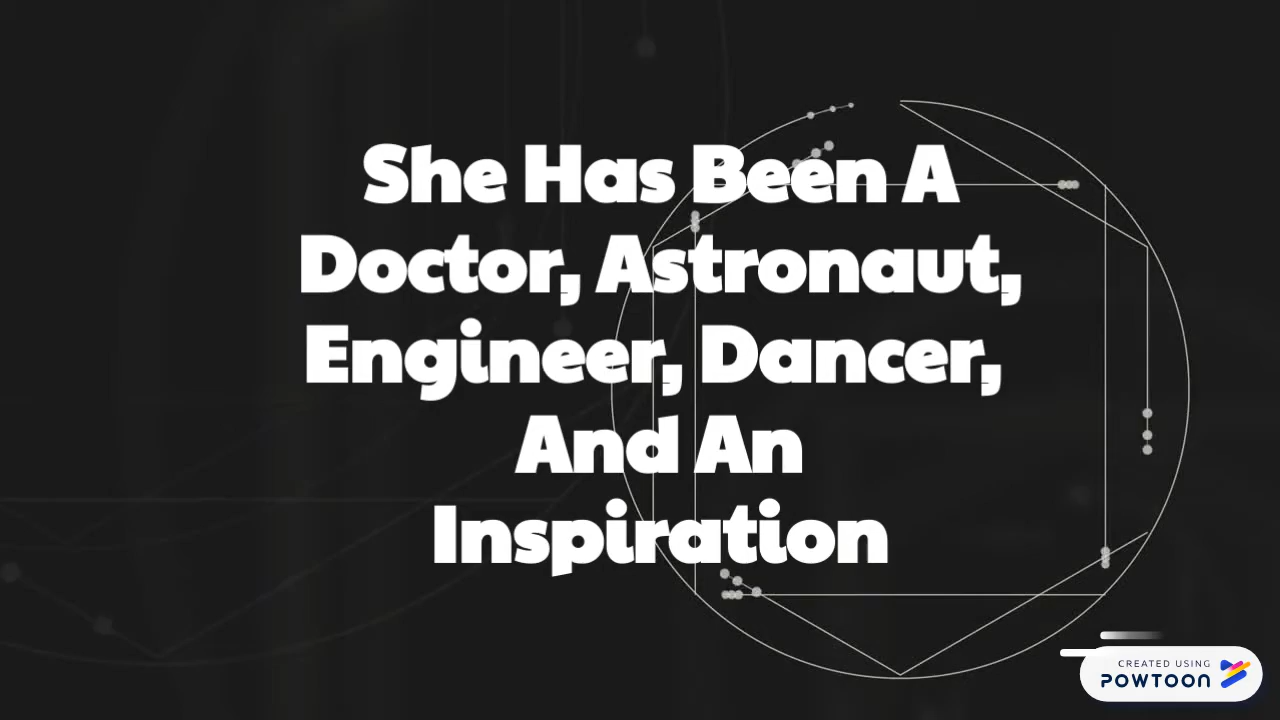 She Has Been A
Doctor, Astronaut,
Engineer, Dancer,
And An
Inspiration
CREATED USING
POWTOON